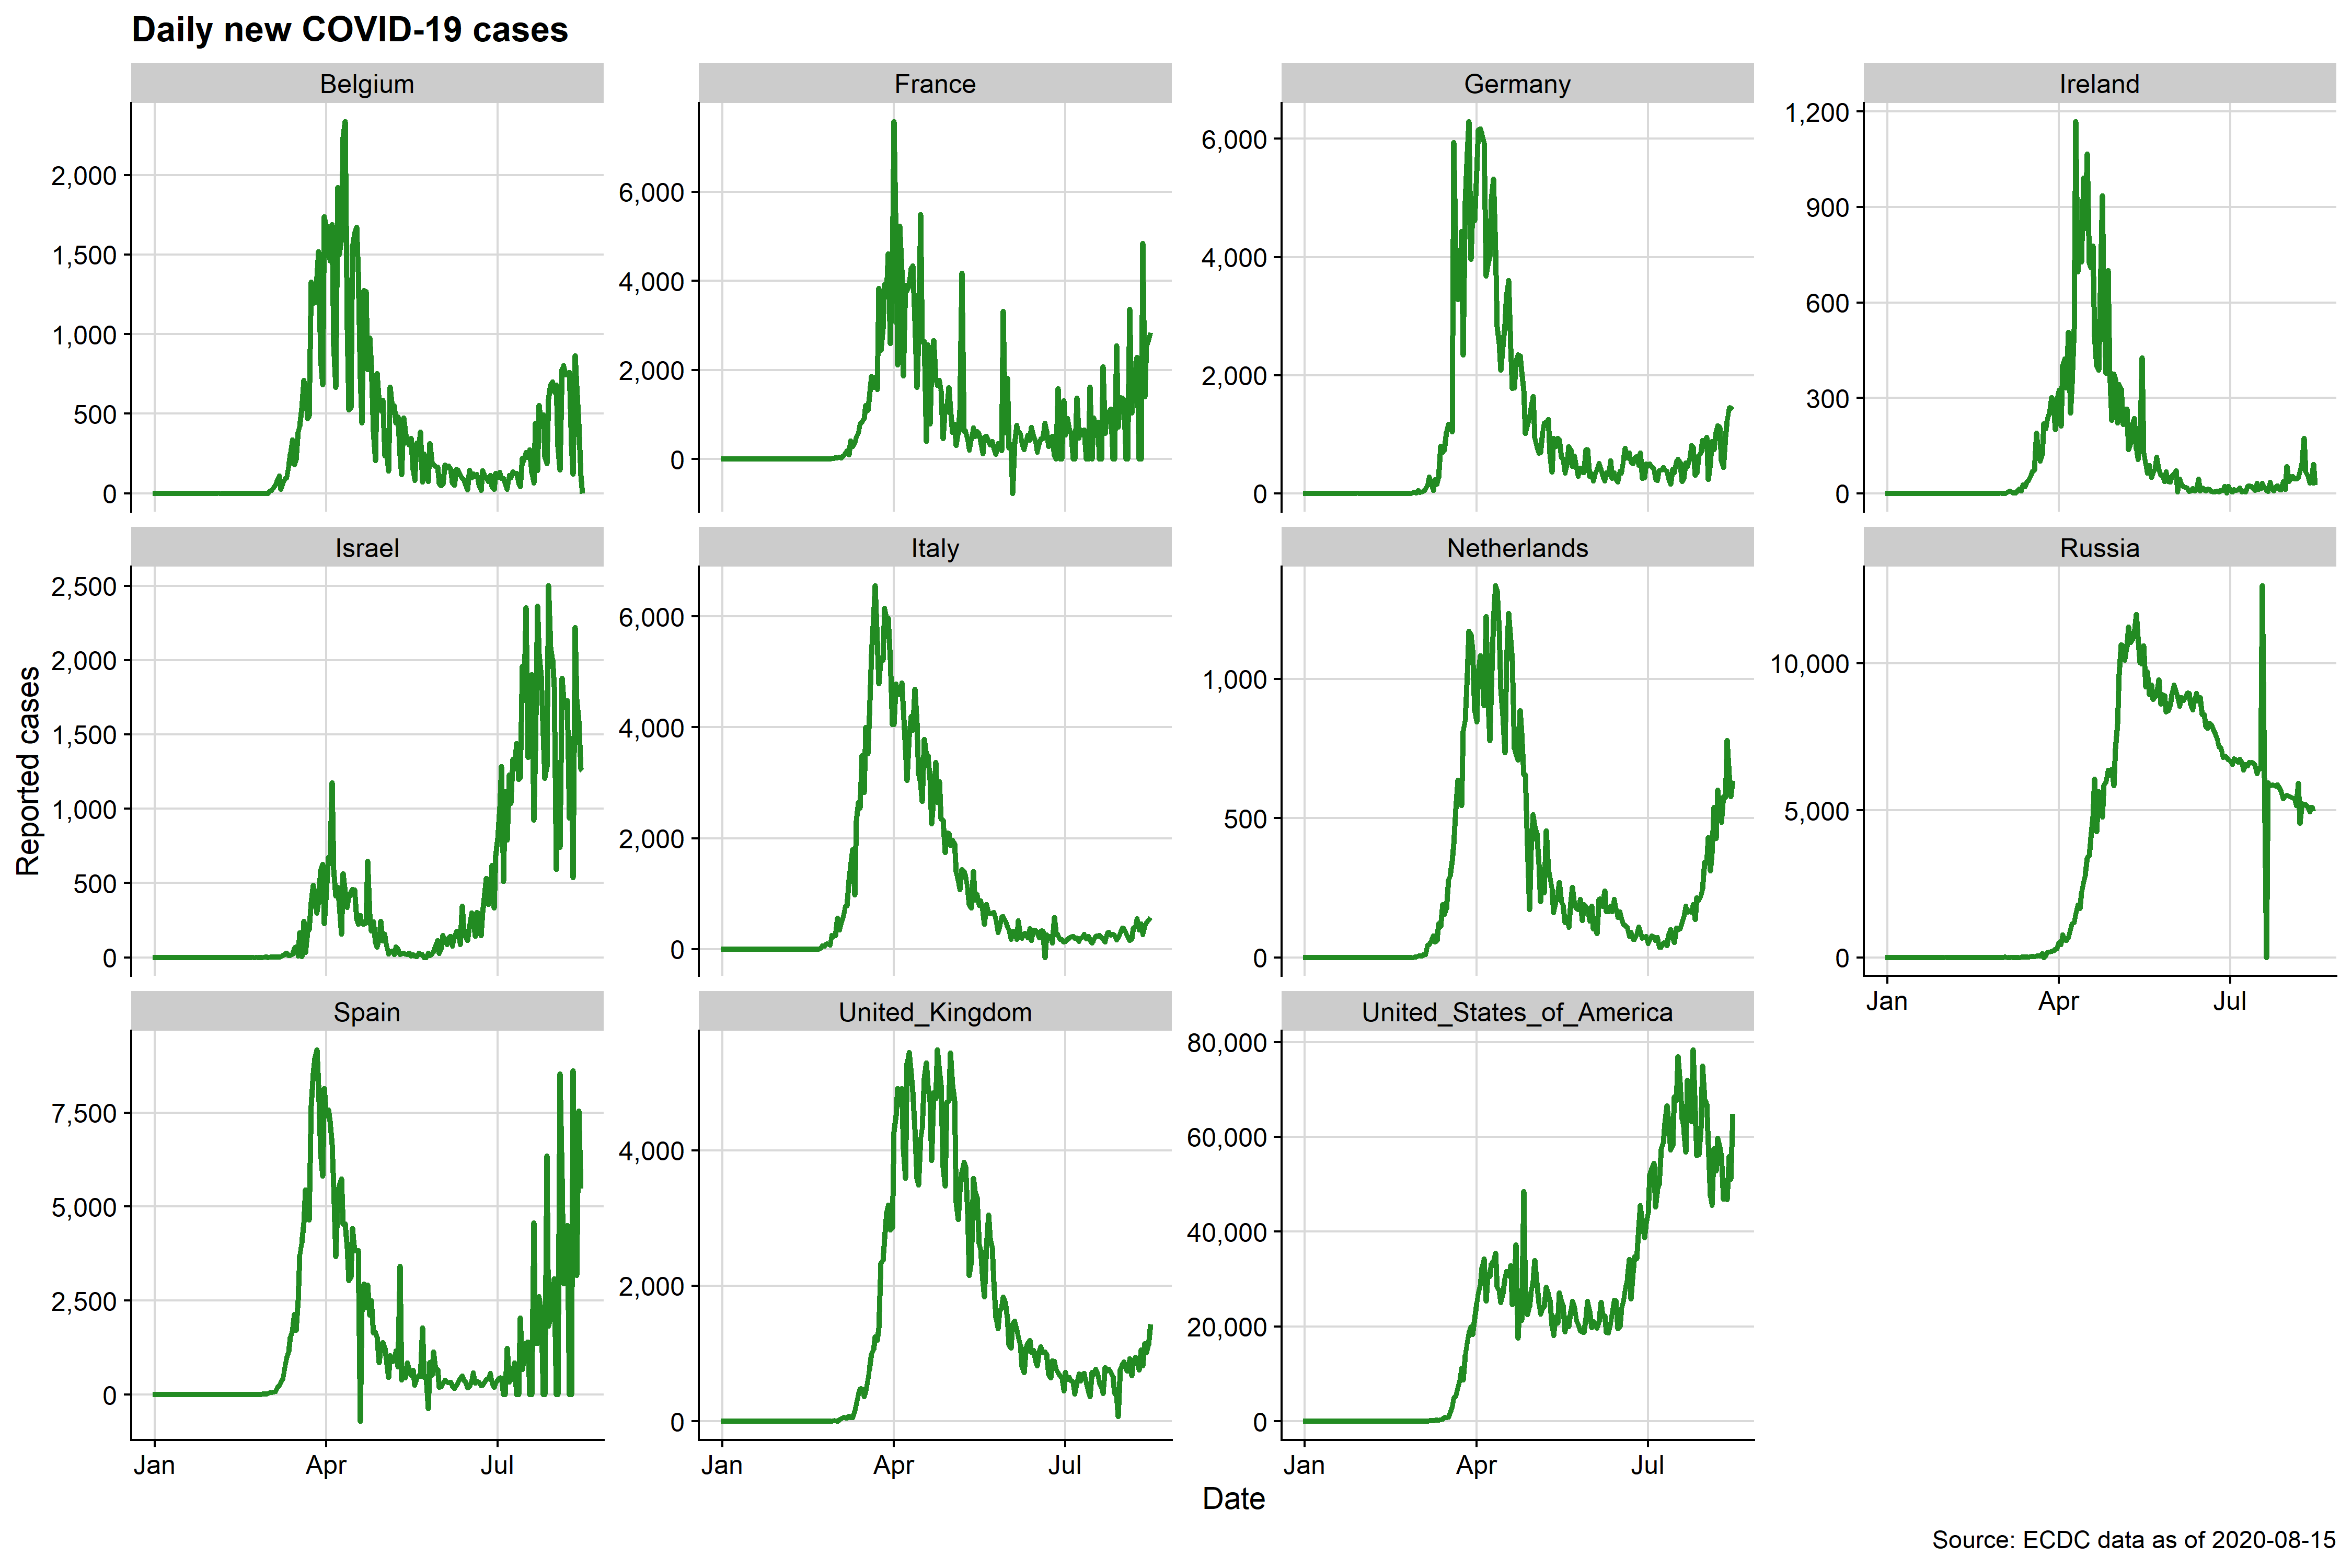 Daily new COVID-19 cases
Belgium
France
Germany
Ireland
2,000
1,500
1,000
500
0
6,000
4,000
2,000
0
6,000
4,000
2,000
0
1,200
900
600
300
0
Reported cases
Israel
Italy
Netherlands
Russia
2,500
2,000
1,500
1,000
500
0
6,000
4,000
2,000
0
1,000
500
0
10,000
5,000
0
Jan Apr Jul
Spain
United_Kingdom
United_States_of_America
7,500
5,000
2,500
0
4,000
2,000
0
80,000
60,000
40,000
20,000
0
Jan Apr Jul
Jan Apr Jul
Jan Apr Jul
Date
Source: ECDC data as of 2020-08-15